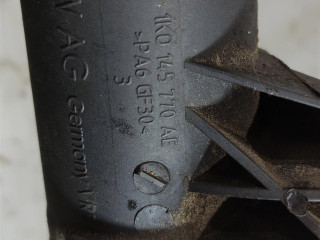 1K0 145 770 AE
>PA6 GF30<
3
V AG Germany